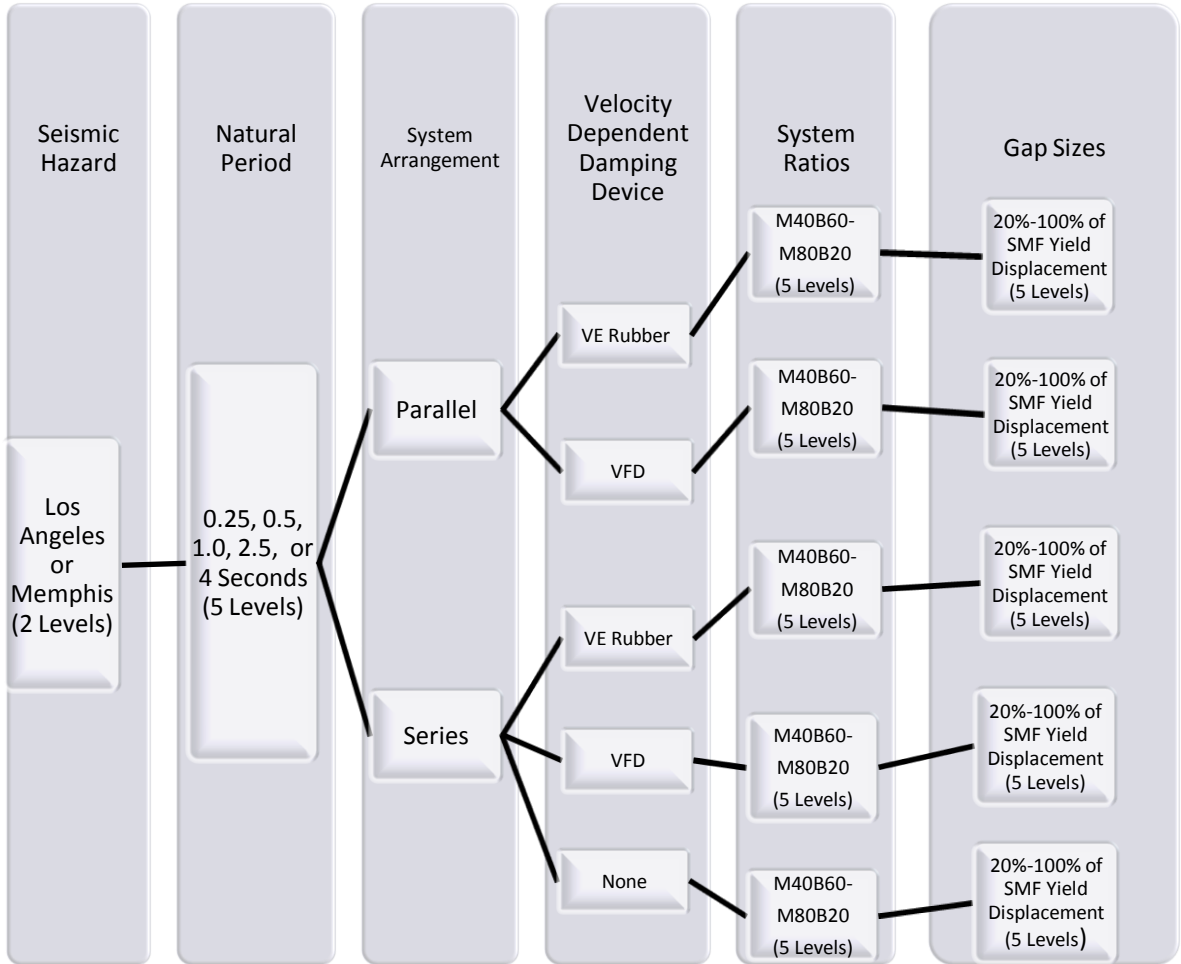 Seismic
Hazard
Natural
Period
System
Arrangement
Velocity
Dependent
Damping
Device
System
Ratios
Gap Sizes
Los
Angeles
or
Memphis
(2 Levels)
0.25, 0.5,
1.0, 2.5, or
4 Seconds
(5 Levels)
Parallel
Series
VE Rubber
VFD
VE Rubber
VFD
None
M40B60-
M80B20
(5 Levels)
M40B60-
M80B20
(5 Levels)
M40B60-
M80B20
(5 Levels)
M40B60-
M80B20
(5 Levels)
M40B60-
M80B20
(5 Levels)
20%-100% of
SMF Yield
Displacement
(5 Levels)
20%-100% of
SMF Yield
Displacement
(5 Levels)
20%-100% of
SMF Yield
Displacement
(5 Levels)
20%-100% of
SMF Yield
Displacement
(5 Levels)
20%-100% of
SMF Yield
Displacement
(5 Levels)